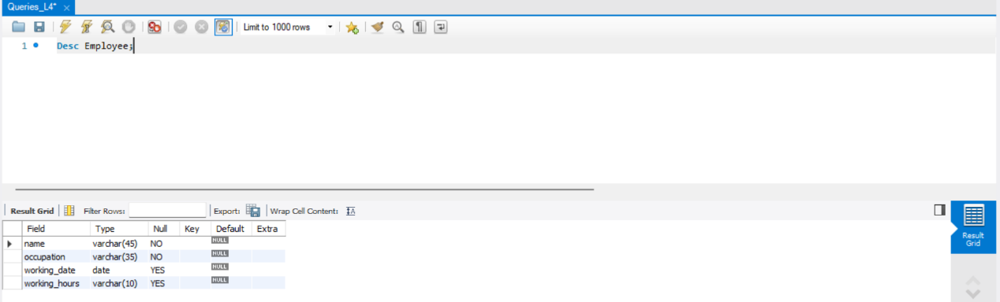 Queries_L4*
Limit to 1000 rows
1 Desc Employee;
Result Grid Filter Rows: Export: Wrap Cell Content: IA
Result Grid
Field Type Null Key Default Extra
name varchar(45) NO NULL
occupation varchar(35) NO NULL
working_date date YES NULL
working_hours varchar(10) YES NULL